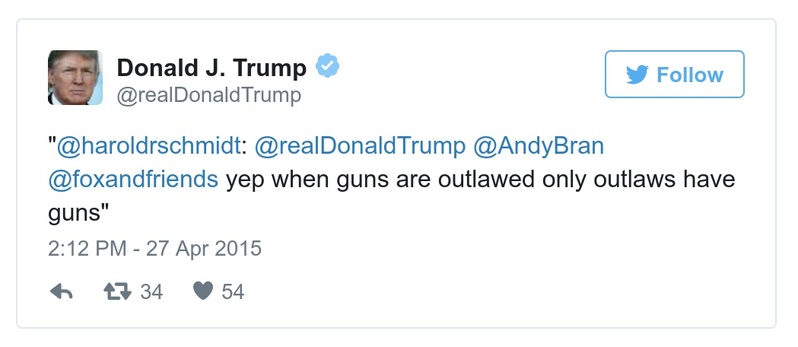 Donald J. Trump
Follow
@realDonaldTrump
"@haroldrschmidt: @realDonaldTrump @AndyBran
@foxandfriends yep when guns are outlawed only outlaws have
guns"
2:12 PM - 27 Apr 2015
34 54